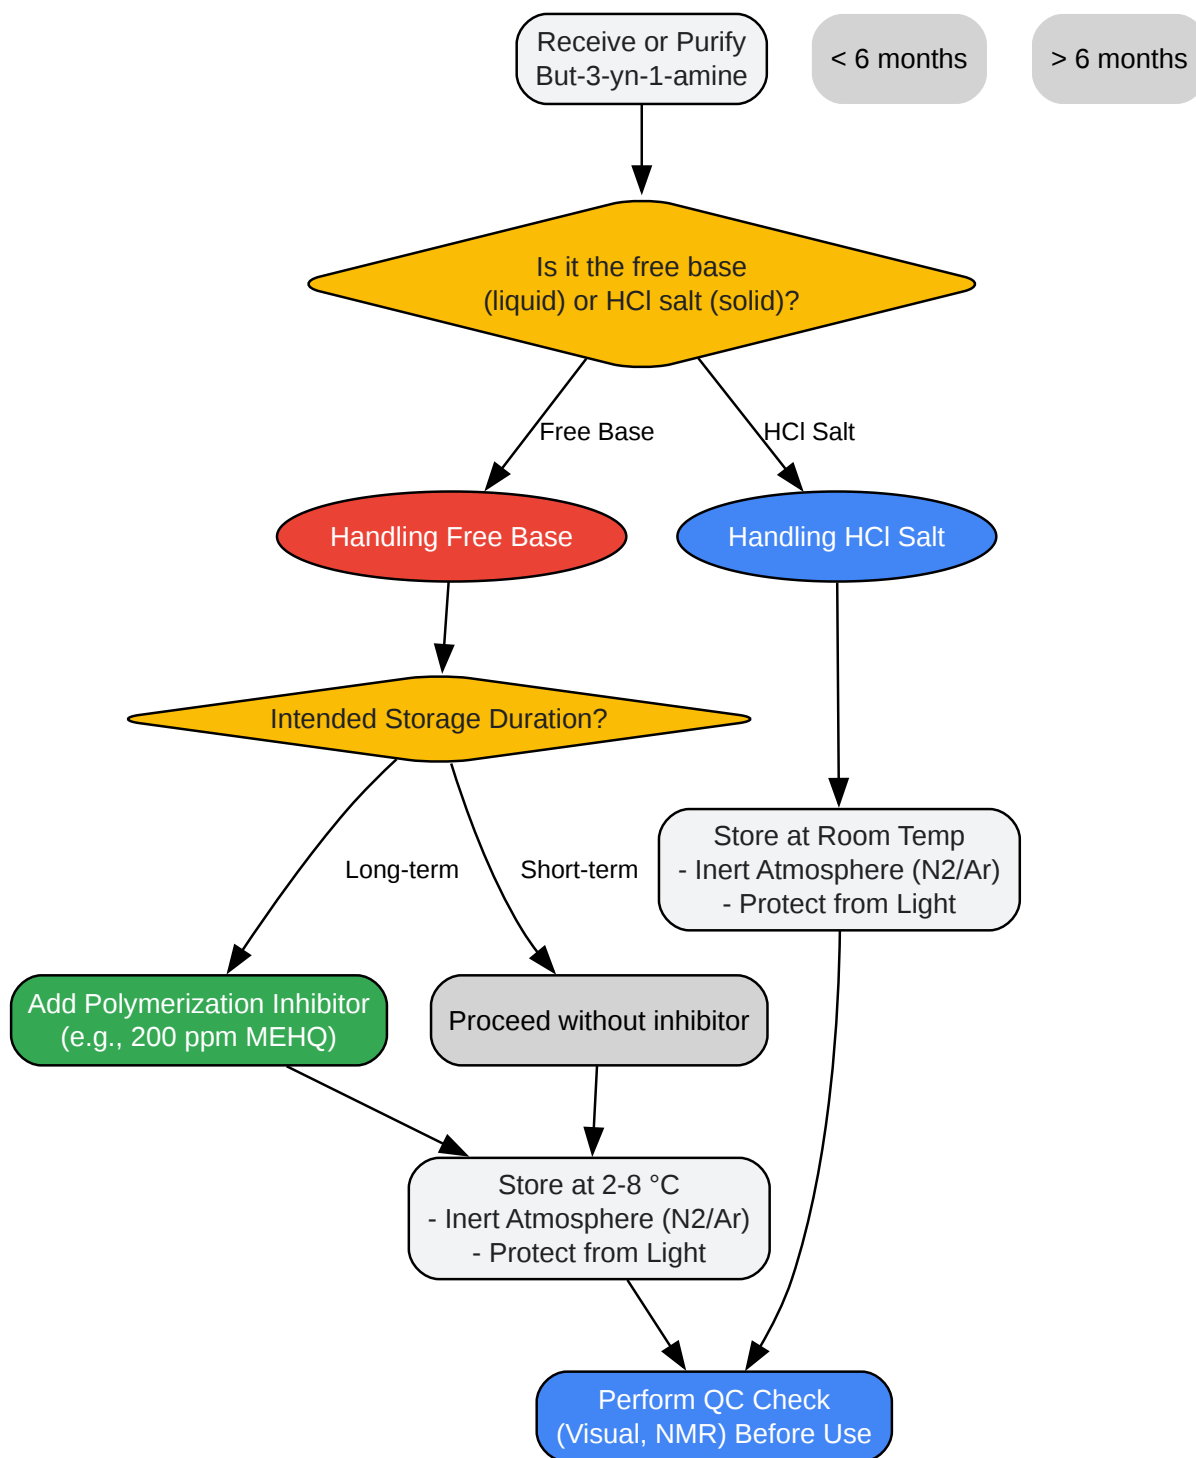 Receive or Purify
But-3-yn-1-amine
< 6 months
> 6 months
Is it the free base
(liquid) or HCl salt (solid)?
Free Base
HCl Salt
Handling Free Base
Handling HCl Salt
Intended Storage Duration?
Store at Room Temp
- Inert Atmosphere (N2/Ar)
- Protect from Light
Long-term
Short-term
Add Polymerization Inhibitor
(e.g., 200 ppm MEHQ)
Proceed without inhibitor
Store at 2-8 °C
- Inert Atmosphere (N2/Ar)
- Protect from Light
Perform QC Check
(Visual, NMR) Before Use